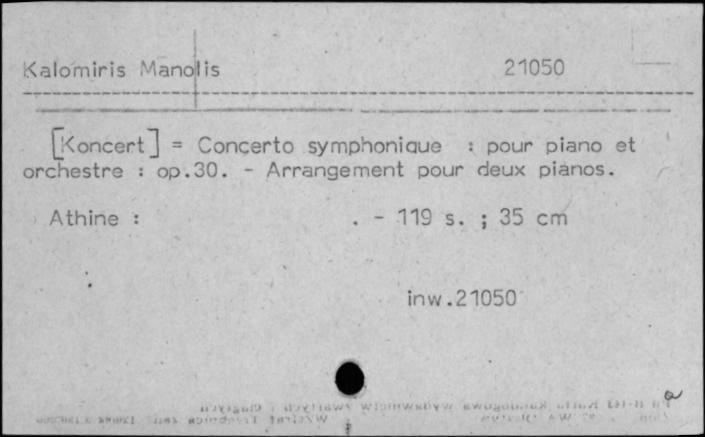 Kalomiris Manolis 21050
[Koncert] = Concerto symphonique : pour piano et
orchestre : op.30. - Arrangement pour deux pianos.
Athine : . - 119 s. ; 35 cm
inw.21050